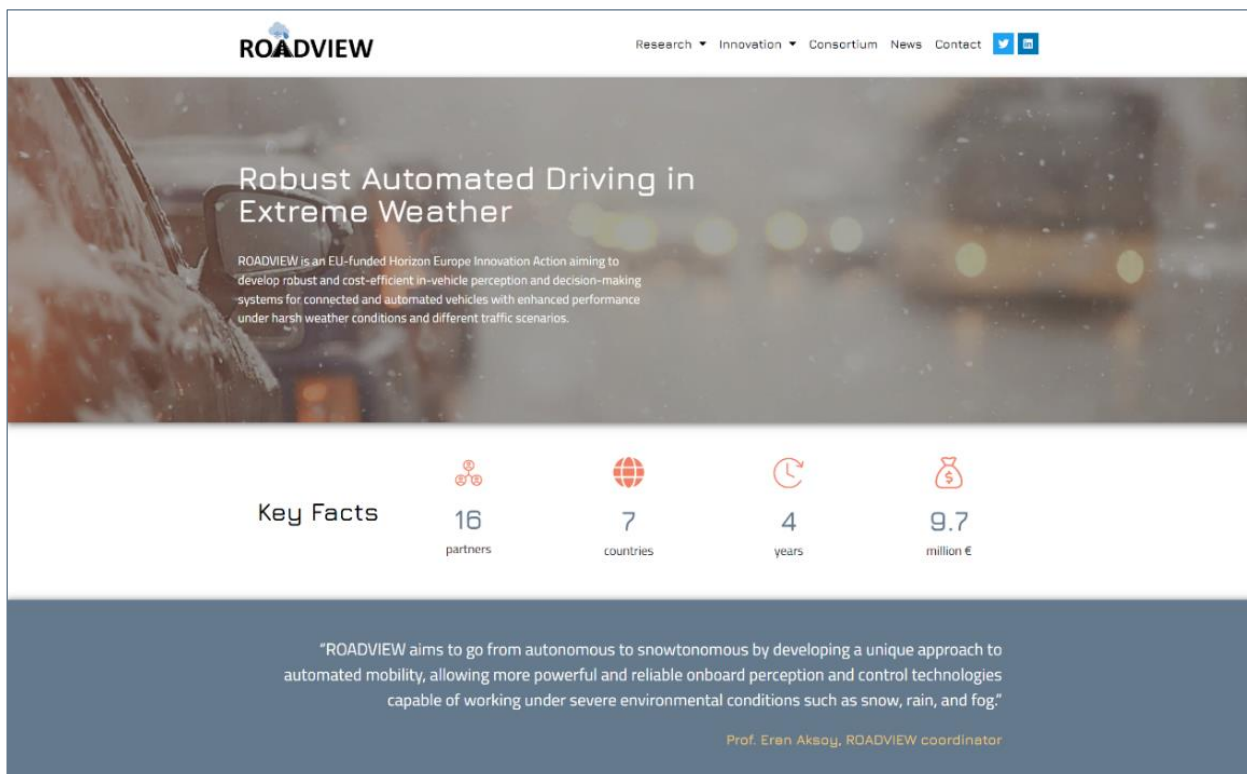 ROADVIEW
Research Innovation Consortium News Contact
Robust Automated Driving in
Extreme Weather
ROADVIEW is an EU-funded Horizon Europe Innovation Action aiming to
develop robust and cost-efficient in-vehicle perception and decision-making
systems for connected and automated vehicles with enhanced performance
under harsh weather conditions and different traffic scenarios.
Key Facts
16
partners
7
countries
4
years
9.7
million €
“ROADVIEW aims to go from autonomous to snowtonomous by developing a unique approach to
automated mobility, allowing more powerful and reliable onboard perception and control technologies
capable of working under severe environmental conditions such as snow, rain, and fog.”
Prof. Eren Aksoy, ROADVIEW coordinator